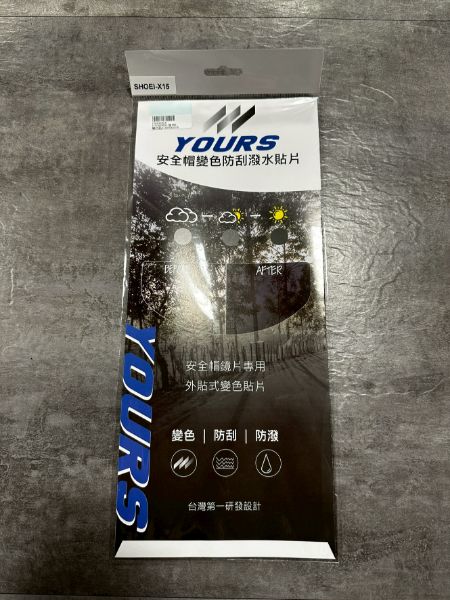 SHOEI-X15
YOURS
安全帽變色防刮潑水貼片
AFTER
安全帽鏡片專用
外貼式變色貼片
變色 | 防刮 | 防潑
台灣第一研發設計
YOURS